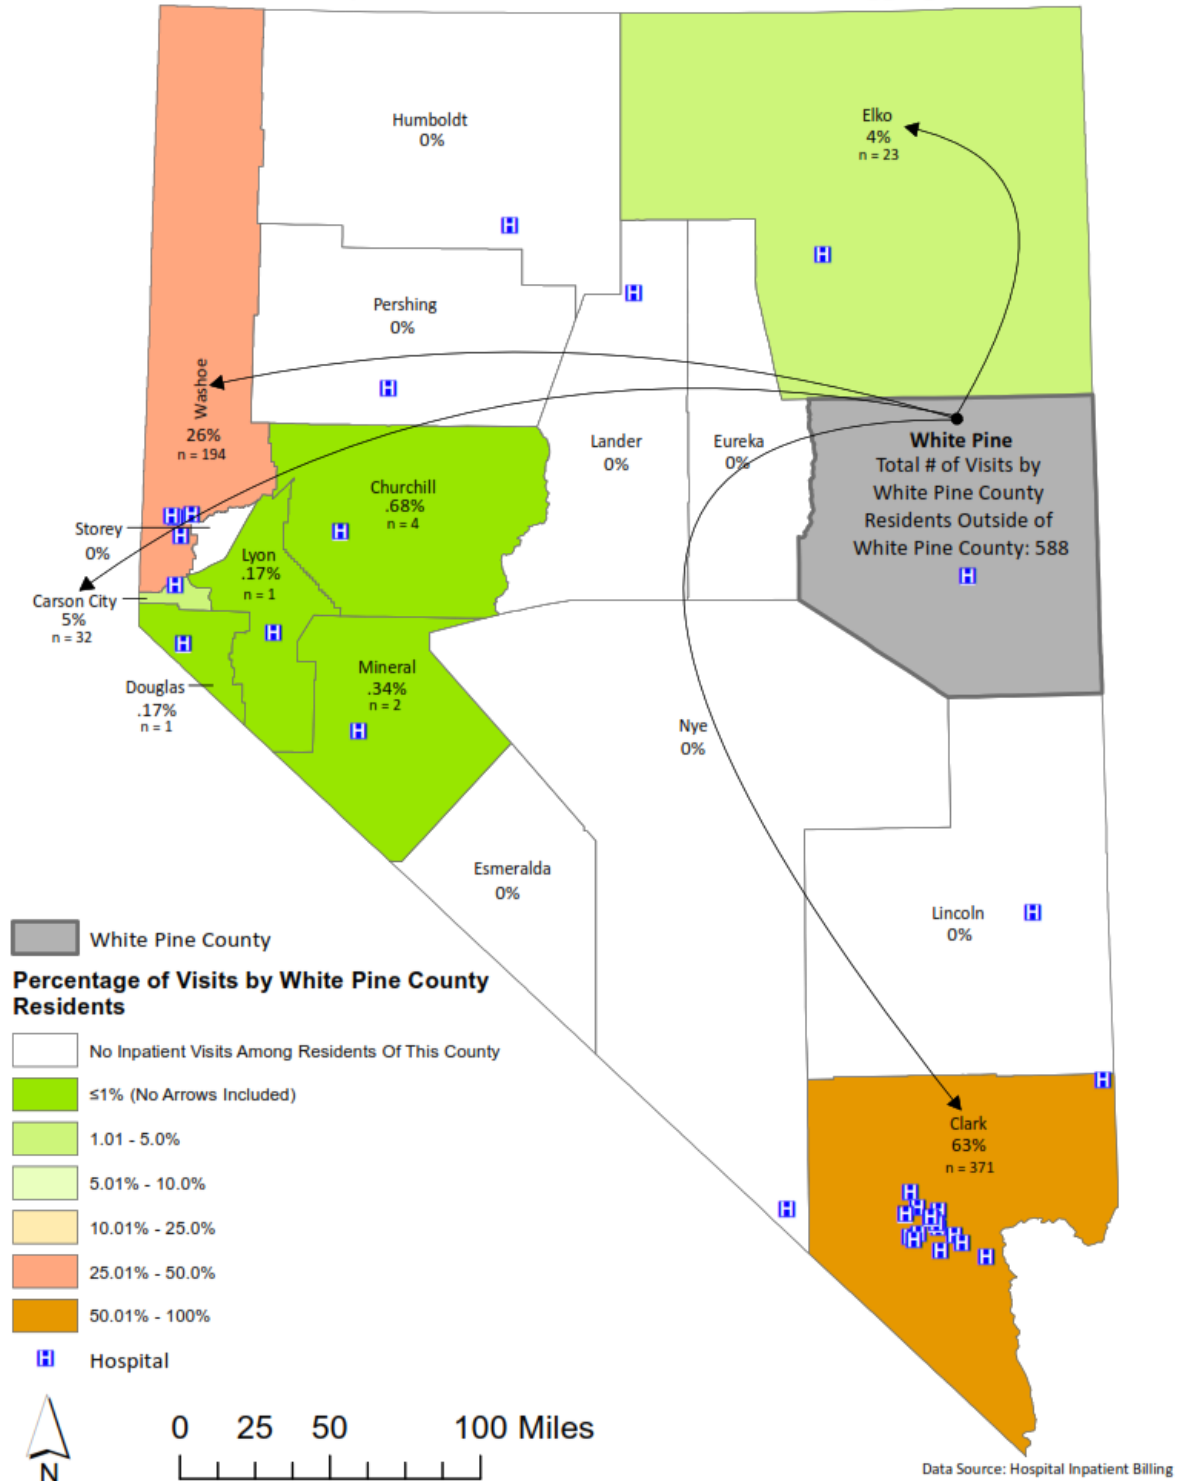 Humboldt
0%
Elko
4%
n = 23
H
H
H
Pershing
0%
H
Washoe
26%
n = 194
Lander
0%
Eureka
0%
White Pine
Total # of Visits by
White Pine County
Residents Outside of
White Pine County: 588
H
Churchill
.68%
n = 4
H
H H
H
Storey
0%
Lyon
.17%
n = 1
H
H
Carson City
5%
n = 32
H
Douglas
.17%
n = 1
Mineral
.34%
n = 2
H
Nye
0%
Esmeralda
0%
Lincoln
0%
H
H
Clark
63%
n = 371
H
H
H
H
H
H
H
H
H
H
H
H
H
H
White Pine County
Percentage of Visits by White Pine County
Residents
No Inpatient Visits Among Residents Of This County
≤1% (No Arrows Included)
1.01 - 5.0%
5.01% - 10.0%
10.01% - 25.0%
25.01% - 50.0%
50.01% - 100%
H Hospital
N
0 25 50 100 Miles
Data Source: Hospital Inpatient Billing